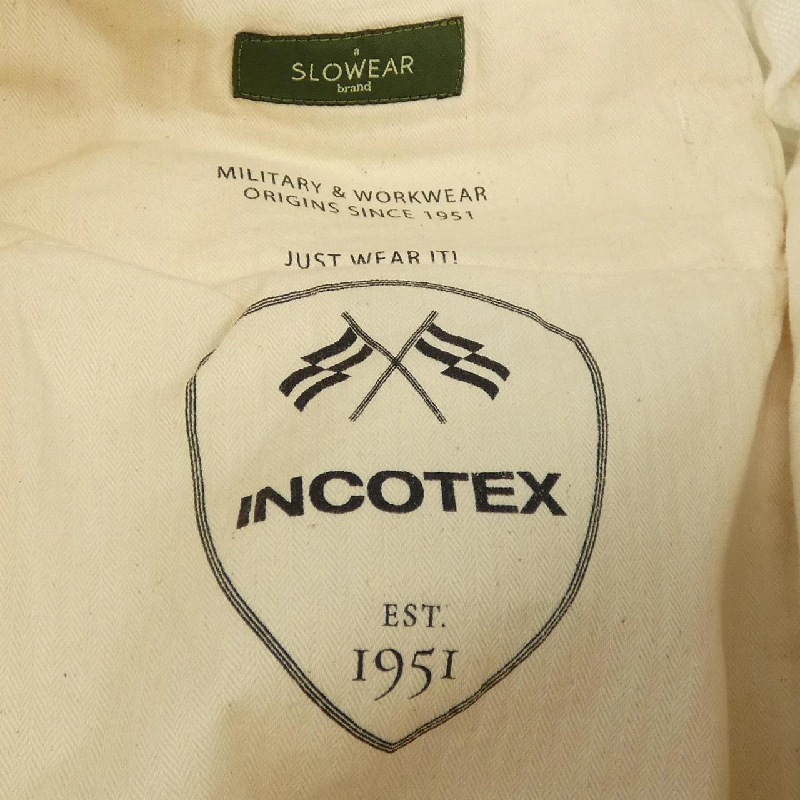 a
SLOWEAR
brand
MILITARY & WORKWEAR
ORIGINS SINCE 1951
JUST WEAR IT!
INCOTEX
EST.
1951